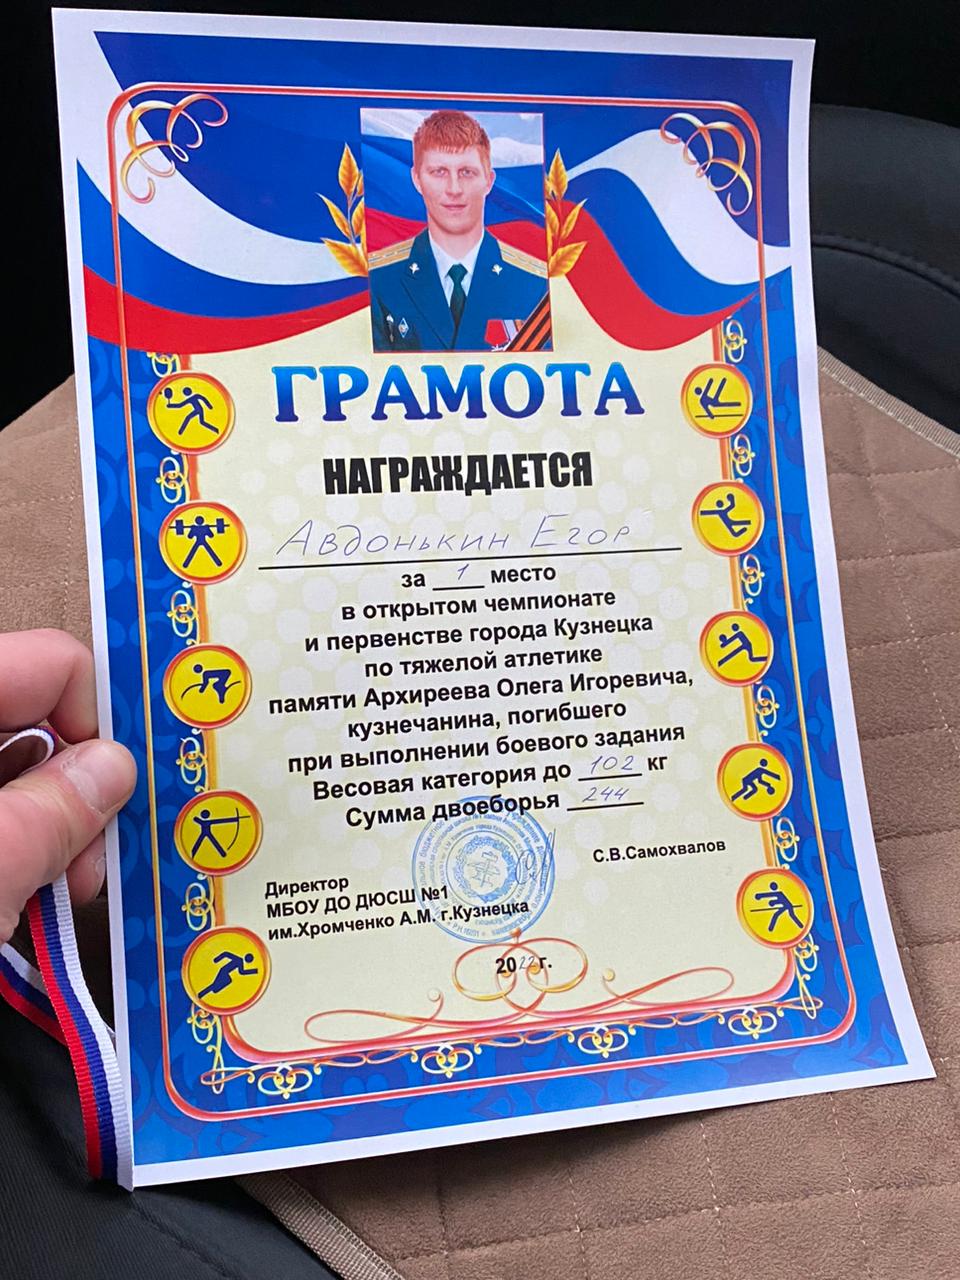 ГРАМОТА
НАГРАЖДАЕТСЯ
Авдонькин Егор
за 1 место
в открытом чемпионате
и первенстве города Кузнецка
по тяжелой атлетике
памяти Архиреева Олега Игоревича,
кузнечанина, погибшего
при выполнении боевого задания
Весовая категория до 102 кг
Сумма двоеборья 244
Директор
МБОУ ДО ДЮСШ №1
им.Хромченко А.М. г.Кузнецка
С.В.Самохвалов
2022г.